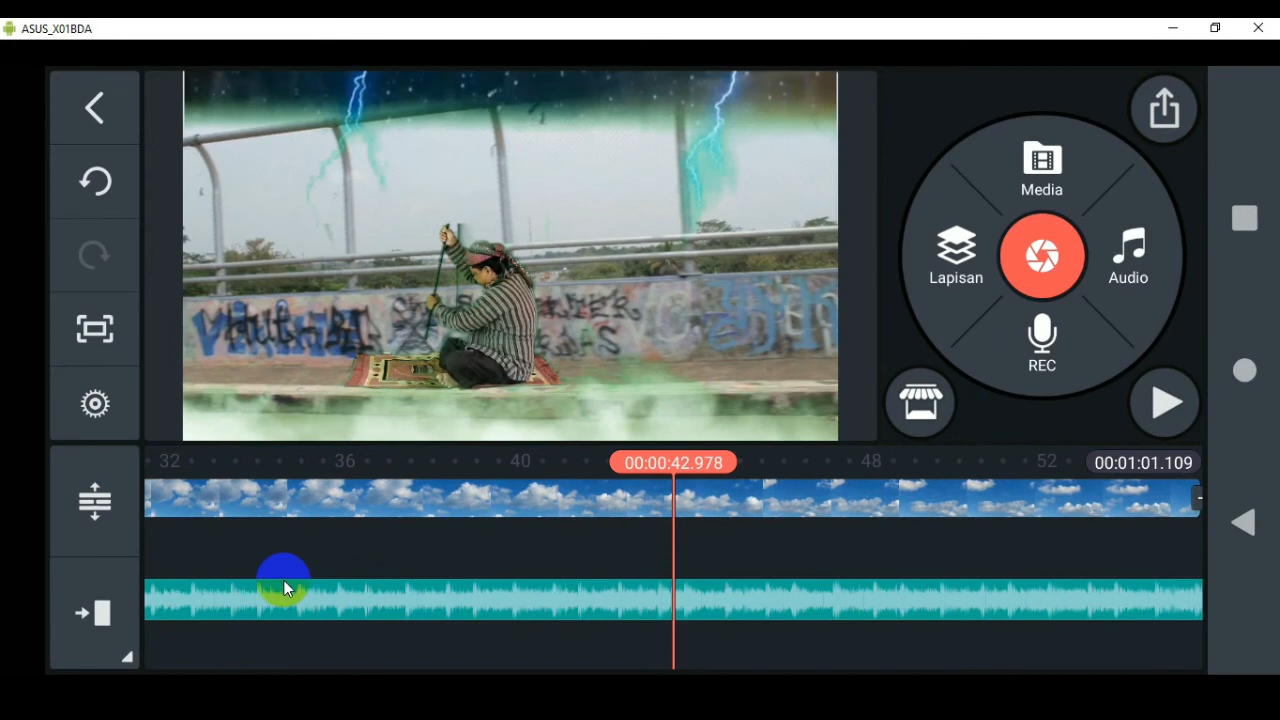 ASUS_X01BDA
Media
Lapisan
Audio
REC
32
36
40
00:00:42.978
48
52
00:01:01.109